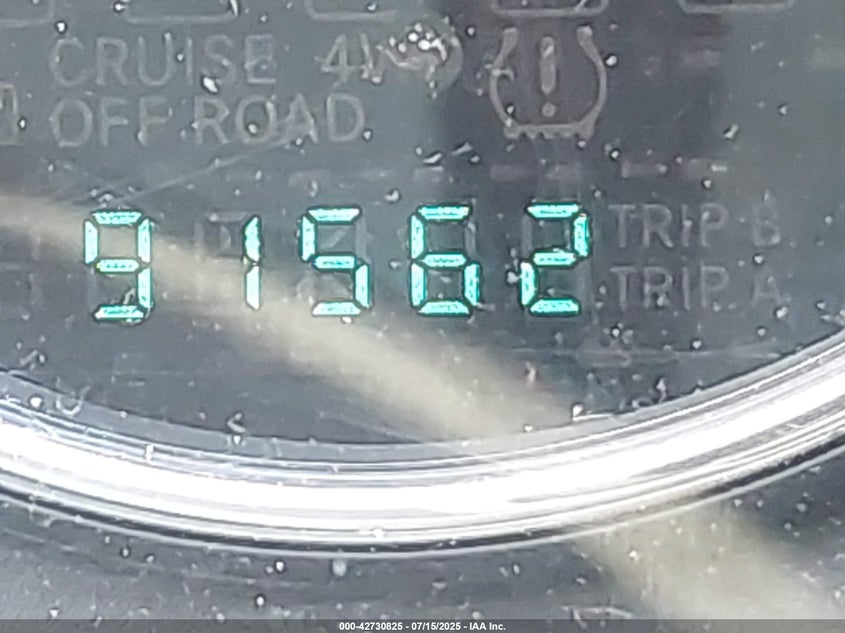 CRUISE
OFF ROAD
91562
TRIP B
TRIP A
000-42730825 - 07/15/2025 - IAA Inc.